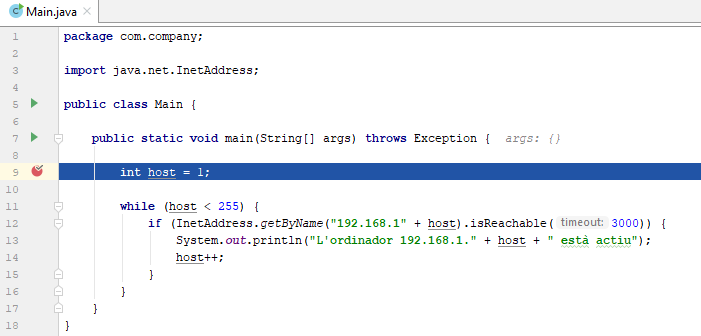 Main.java ×
1 package com.company;
2
3 import java.net.InetAddress;
4
5 public class Main {
6
7 public static void main(String[] args) throws Exception { args: {}
8
9 int host = 1;
10
11 while (host < 255) {
12 if (InetAddress.getByName("192.168.1" + host).isReachable( timeout: 3000)) {
13 System.out.println("L'ordinador 192.168.1." + host + " està actiu");
14 host++;
15 }
16 }
17 }
18 }